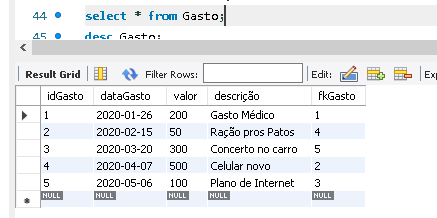 44 select * from Gasto;
45 desc Gasto;
Result Grid Filter Rows: Edit:
idGasto dataGasto valor descrição fkGasto
1 2020-01-26 200 Gasto Médico 1
2 2020-02-15 50 Ração pros Patos 4
3 2020-03-20 300 Concerto no carro 5
4 2020-04-07 500 Celular novo 2
5 2020-05-06 100 Plano de Internet 3
NULL NULL NULL NULL NULL